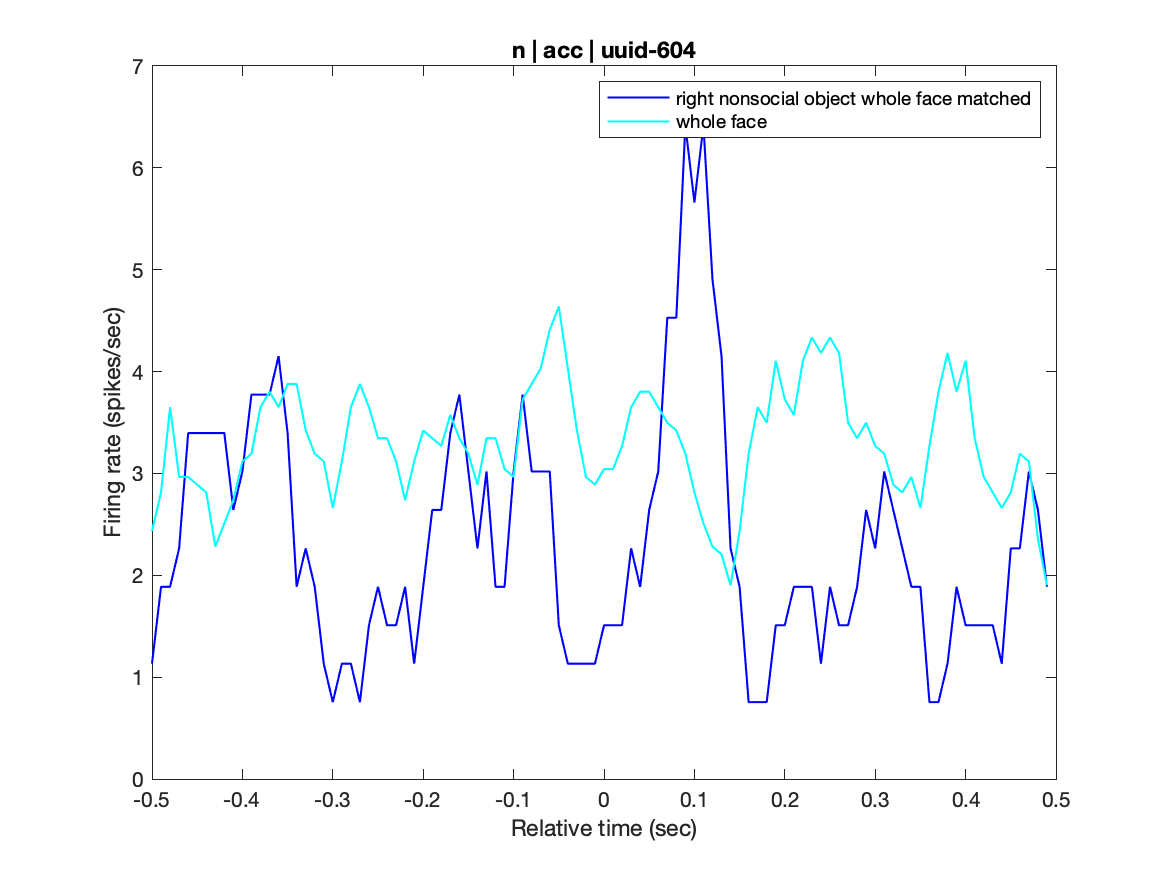 n | acc | uuid-604
right nonsocial object whole face matched
whole face
7
6
5
4
3
2
1
0
Firing rate (spikes/sec)
-0.5 -0.4 -0.3 -0.2 -0.1 0 0.1 0.2 0.3 0.4 0.5
Relative time (sec)